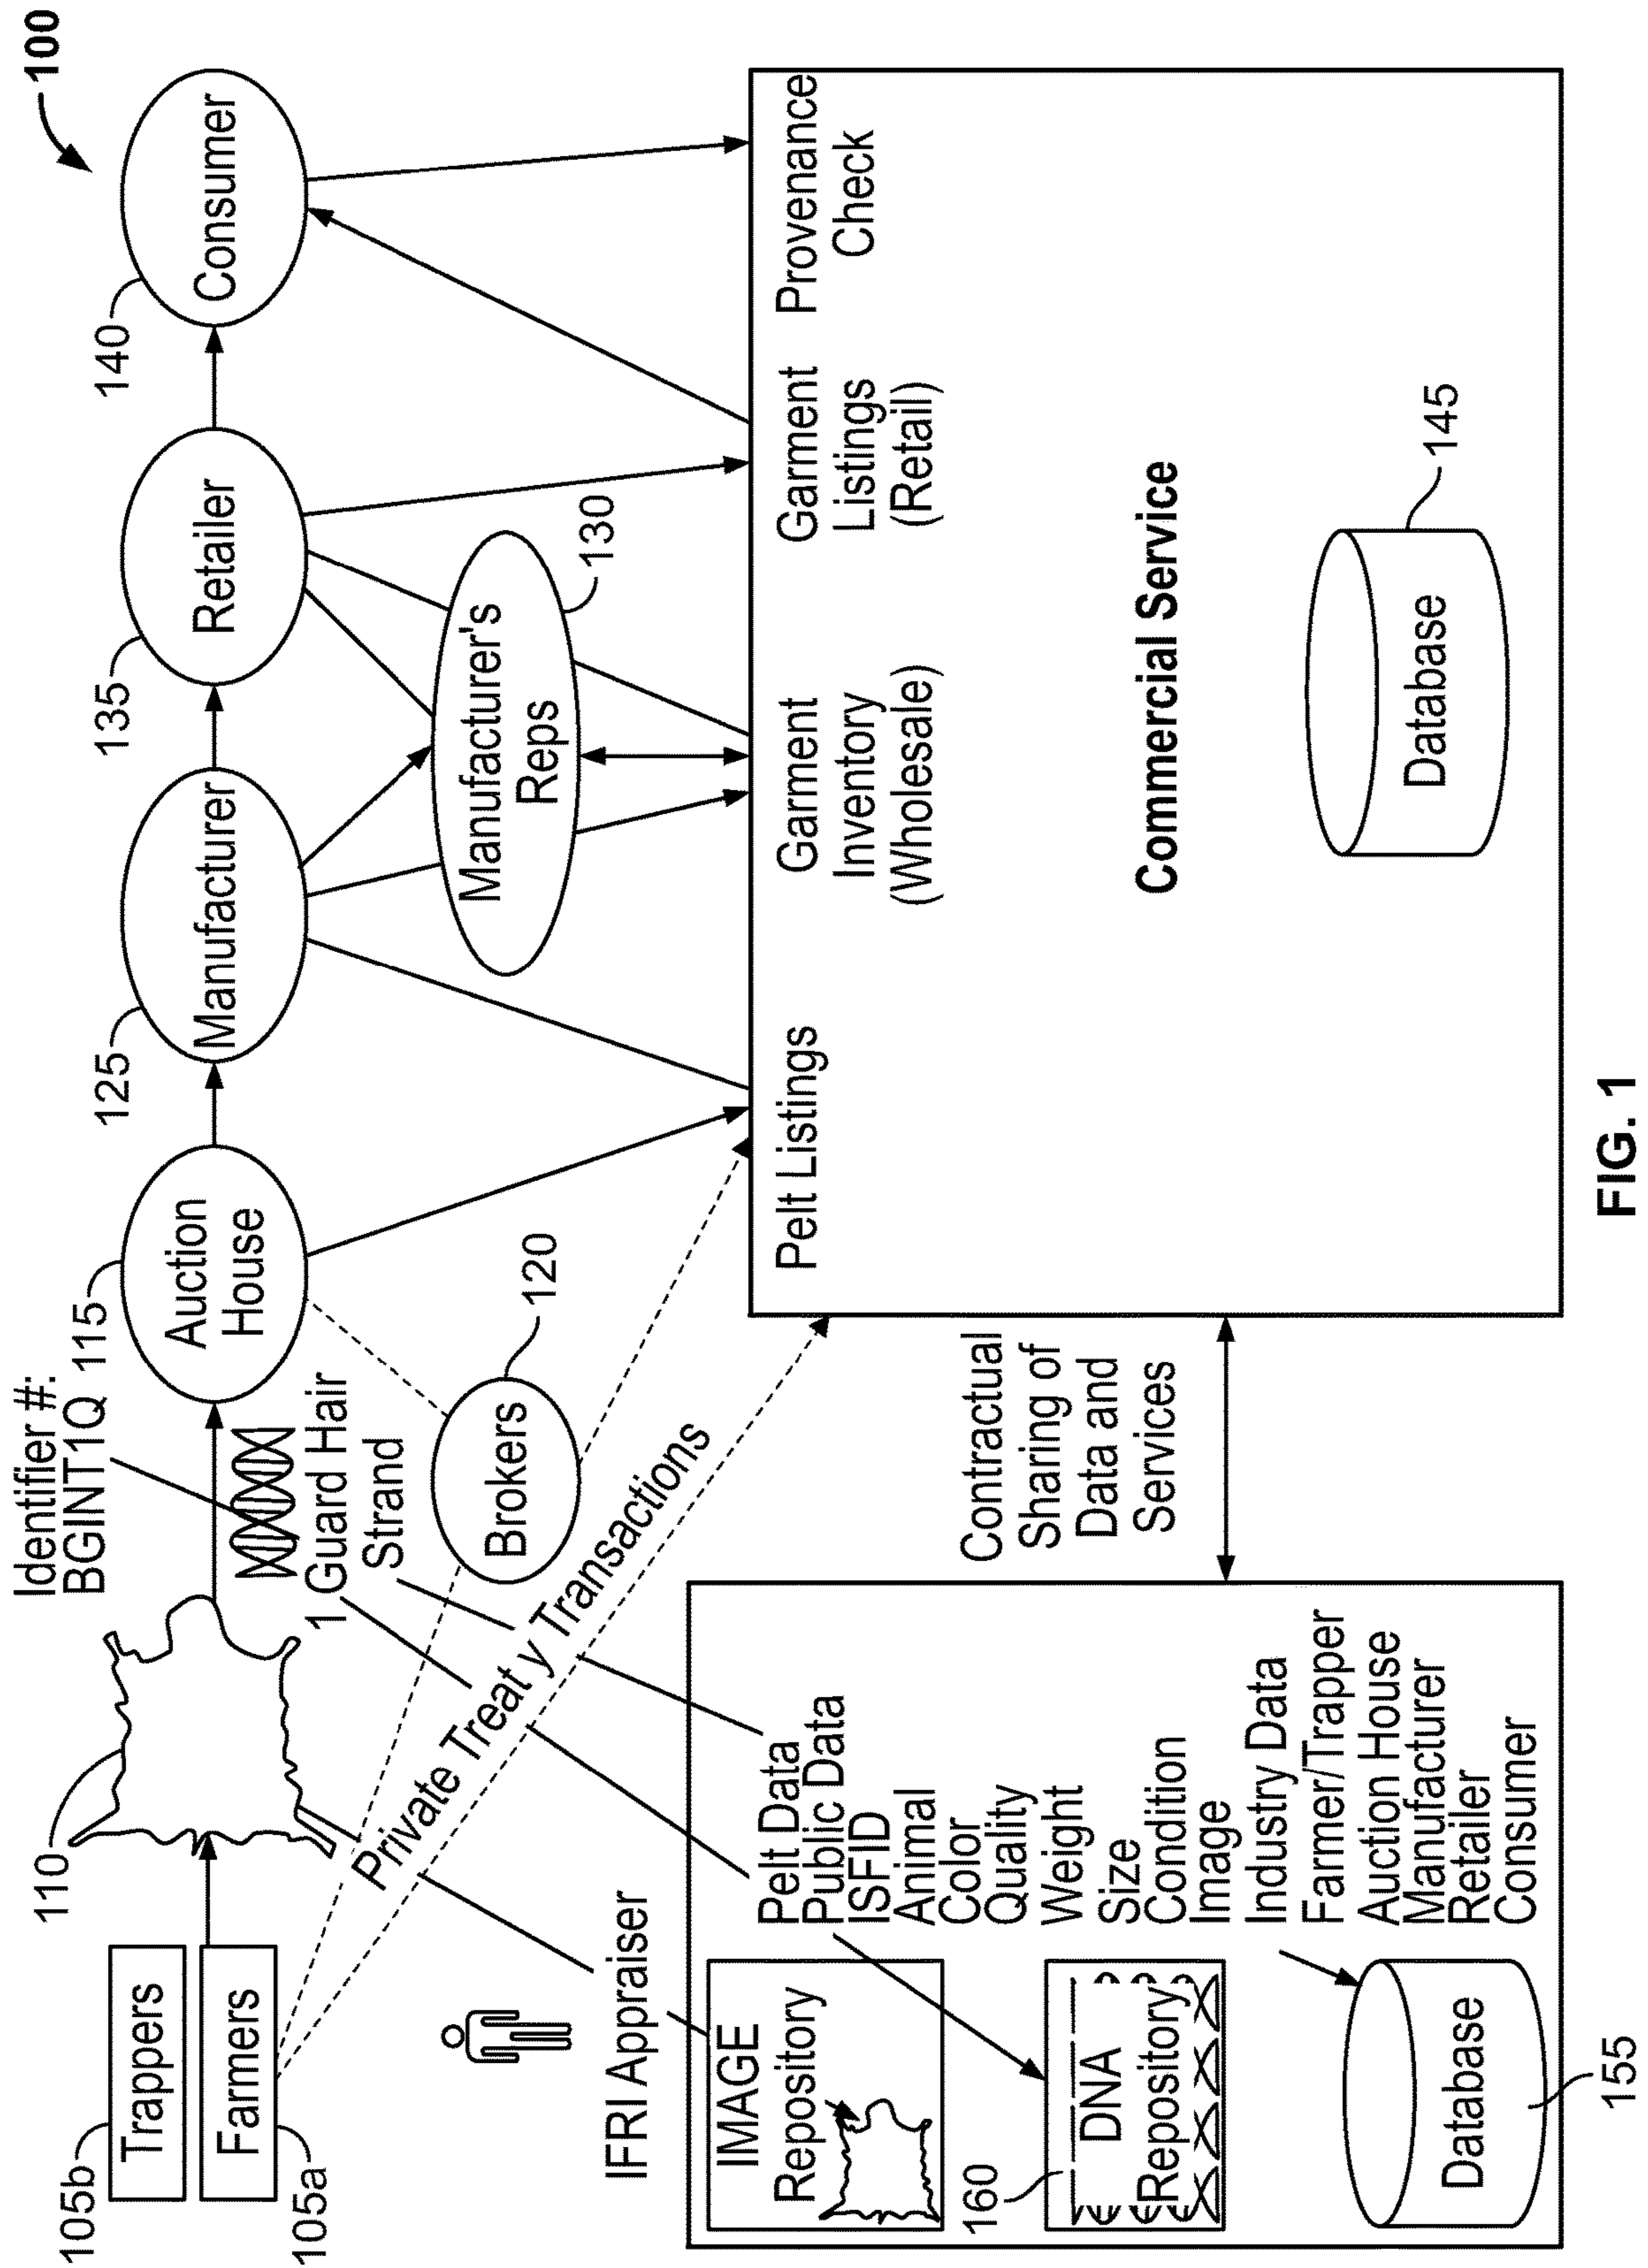 100
105b
Trappers
Farmers
105a
110
Identifier #:
BGINT1Q
115
Auction
House
125
Manufacturer
135
Retailer
140
Consumer
1 Guard Hair
Strand
Brokers
120
Manufacturer's
Reps
130
Private Treat y Transactions
IFRI Appraiser
IMAGE
Repository
160
DNA
Repository
Database
155
Pelt Data
Public Data
ISFID
Animal
Color
Quality
Weight
Size
Condition
Image
Industry Data
Farmer/Trapper
Auction House
Manufacturer
Retailer
Consumer
Contractual
Sharing of
Data and
Services
Pelt Listings
Garment
Inventory
(Wholesale)
Garment
Listings
(Retail)
Provenance
Check
Commercial Service
Database
145
FIG. 1